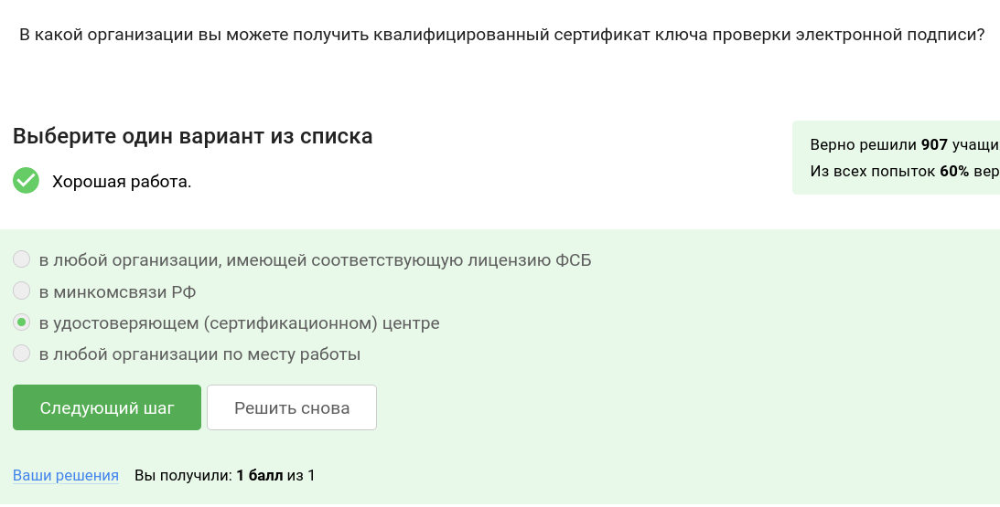 В какой организации вы можете получить квалифицированный сертификат ключа проверки электронной подписи?
Выберите один вариант из списка
Верно решили 907 учащи
Хорошая работа.
Из всех попыток 60% вер
в любой организации, имеющей соответствующую лицензию ФСБ
в минкомсвязи РФ
в удостоверяющем (сертификационном) центре
в любой организации по месту работы
Следующий шаг Решить снова
Ваши решения Вы получили: 1 балл из 1